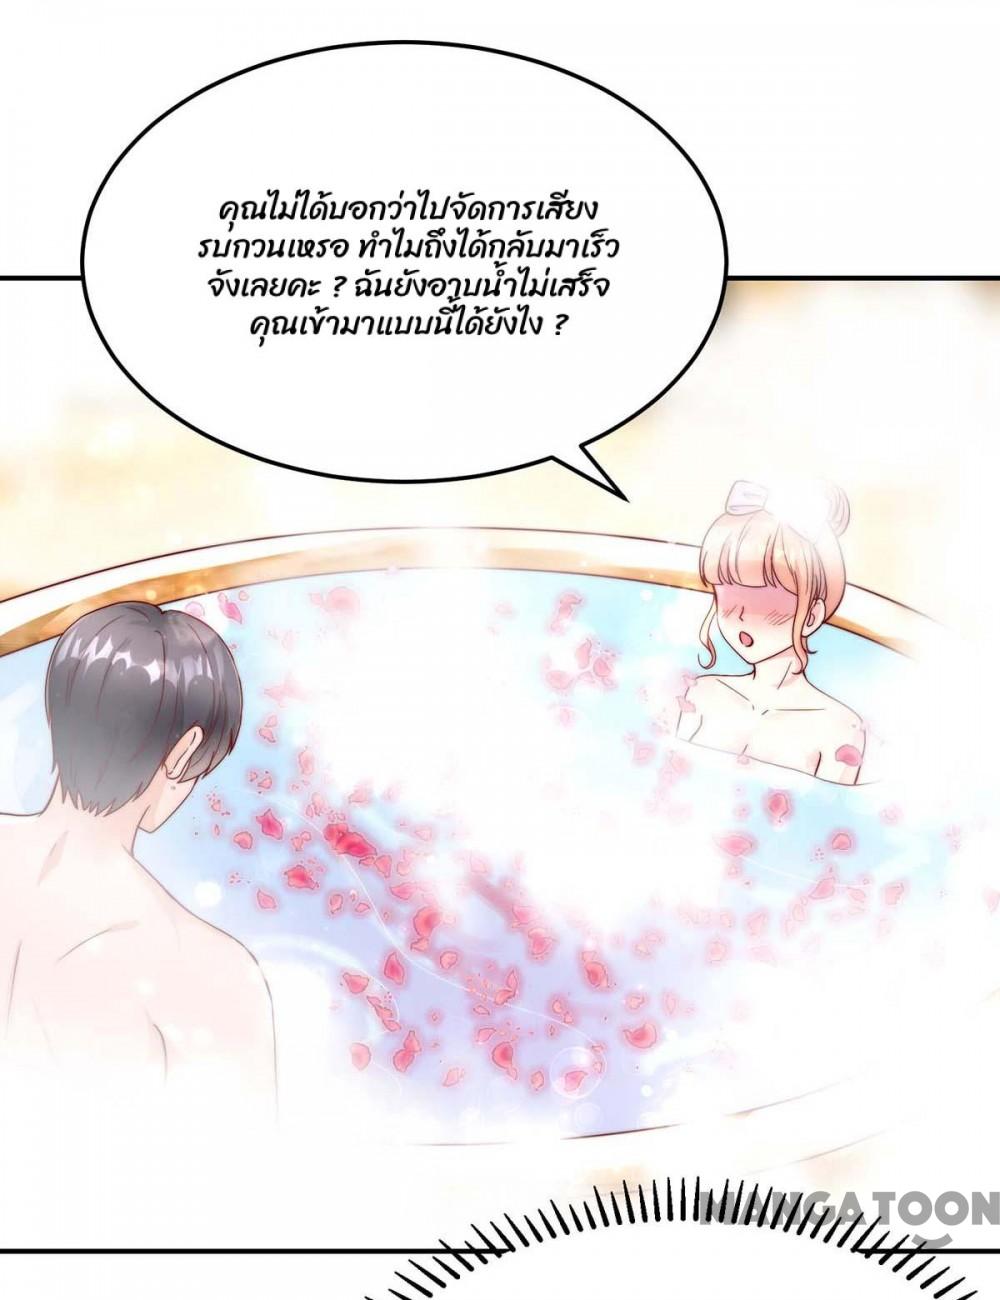 คุณไม่ได้บอกว่าไปจัดการเสียง
รบกวนเหรอ ทำไมถึงได้กลับมาเร็ว
จังเลยคะ ? ฉันยังอาบน้ำไม่เสร็จ
คุณเข้ามาแบบนี้ได้ยังไง ?
MANGATOON